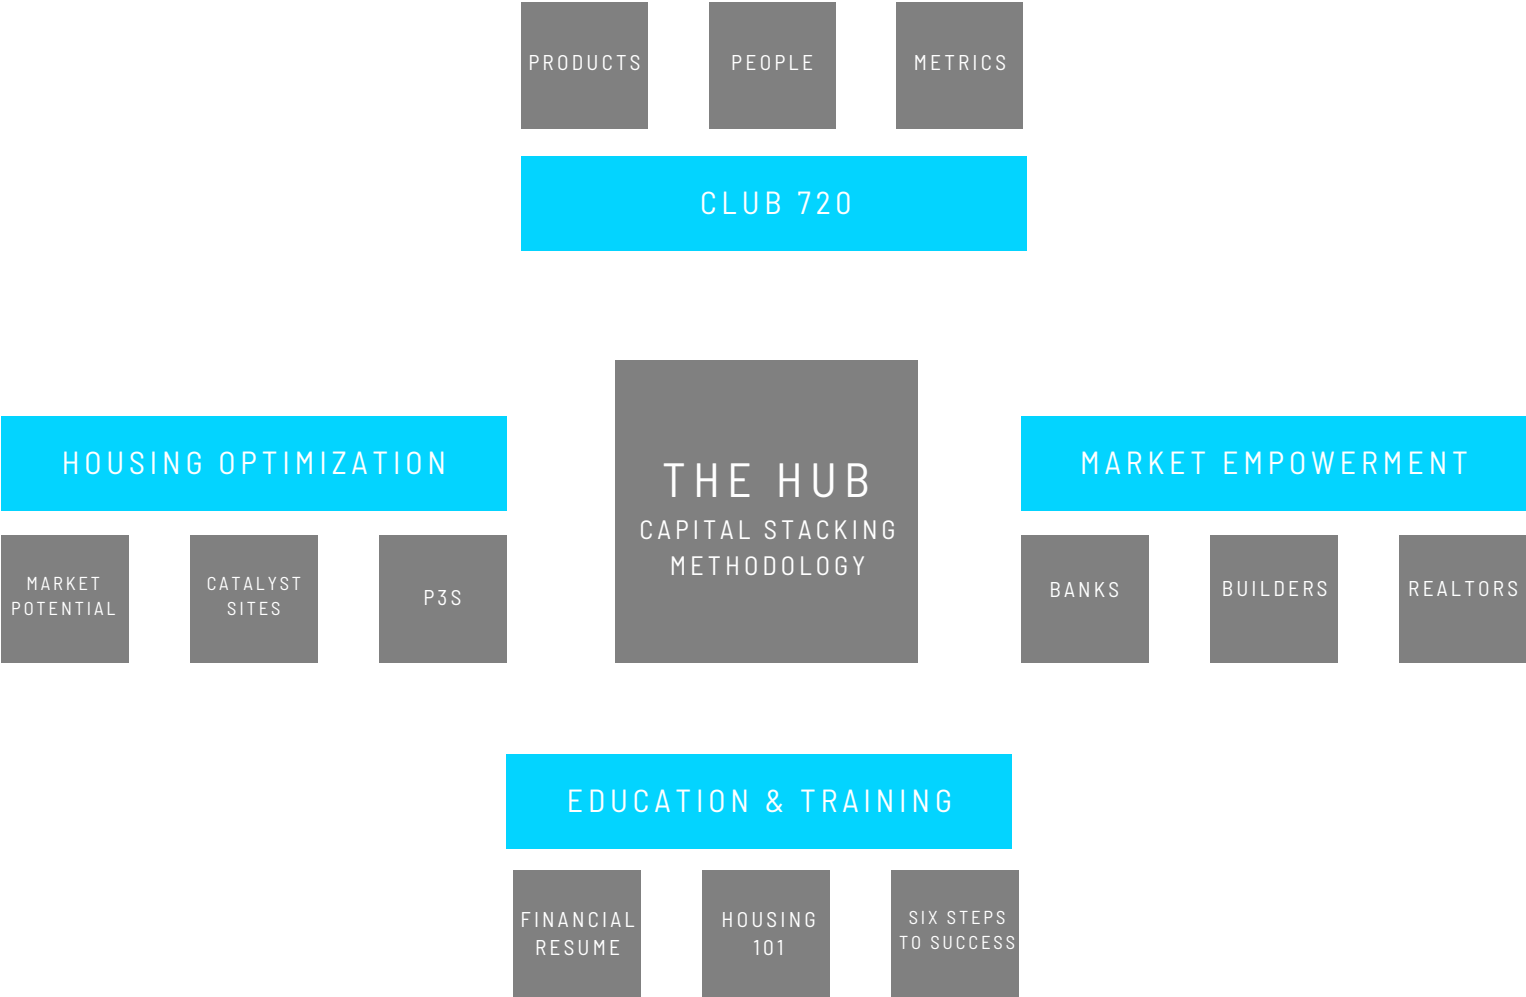 PRODUCTS
PEOPLE
METRICS
CLUB 720
HOUSING OPTIMIZATION
MARKET
POTENTIAL
CATALYST
SITES
P3S
THE HUB
CAPITAL STACKING
METHODOLOGY
MARKET EMPOWERMENT
BANKS
BUILDERS
REALTORS
EDUCATION & TRAINING
FINANCIAL
RESUME
HOUSING
101
SIX STEPS
TO SUCCESS